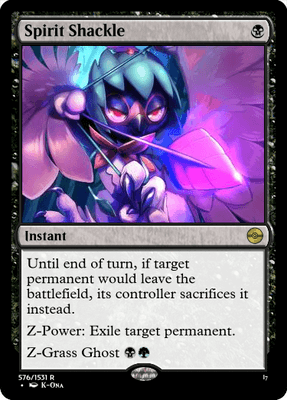 Spirit Shackle
Instant
Until end of turn, if target
permanent would leave the
battlefield, its controller sacrifices it
instead.
Z-Power: Exile target permanent.
Z-Grass Ghost
576/1531 R
K-Ona